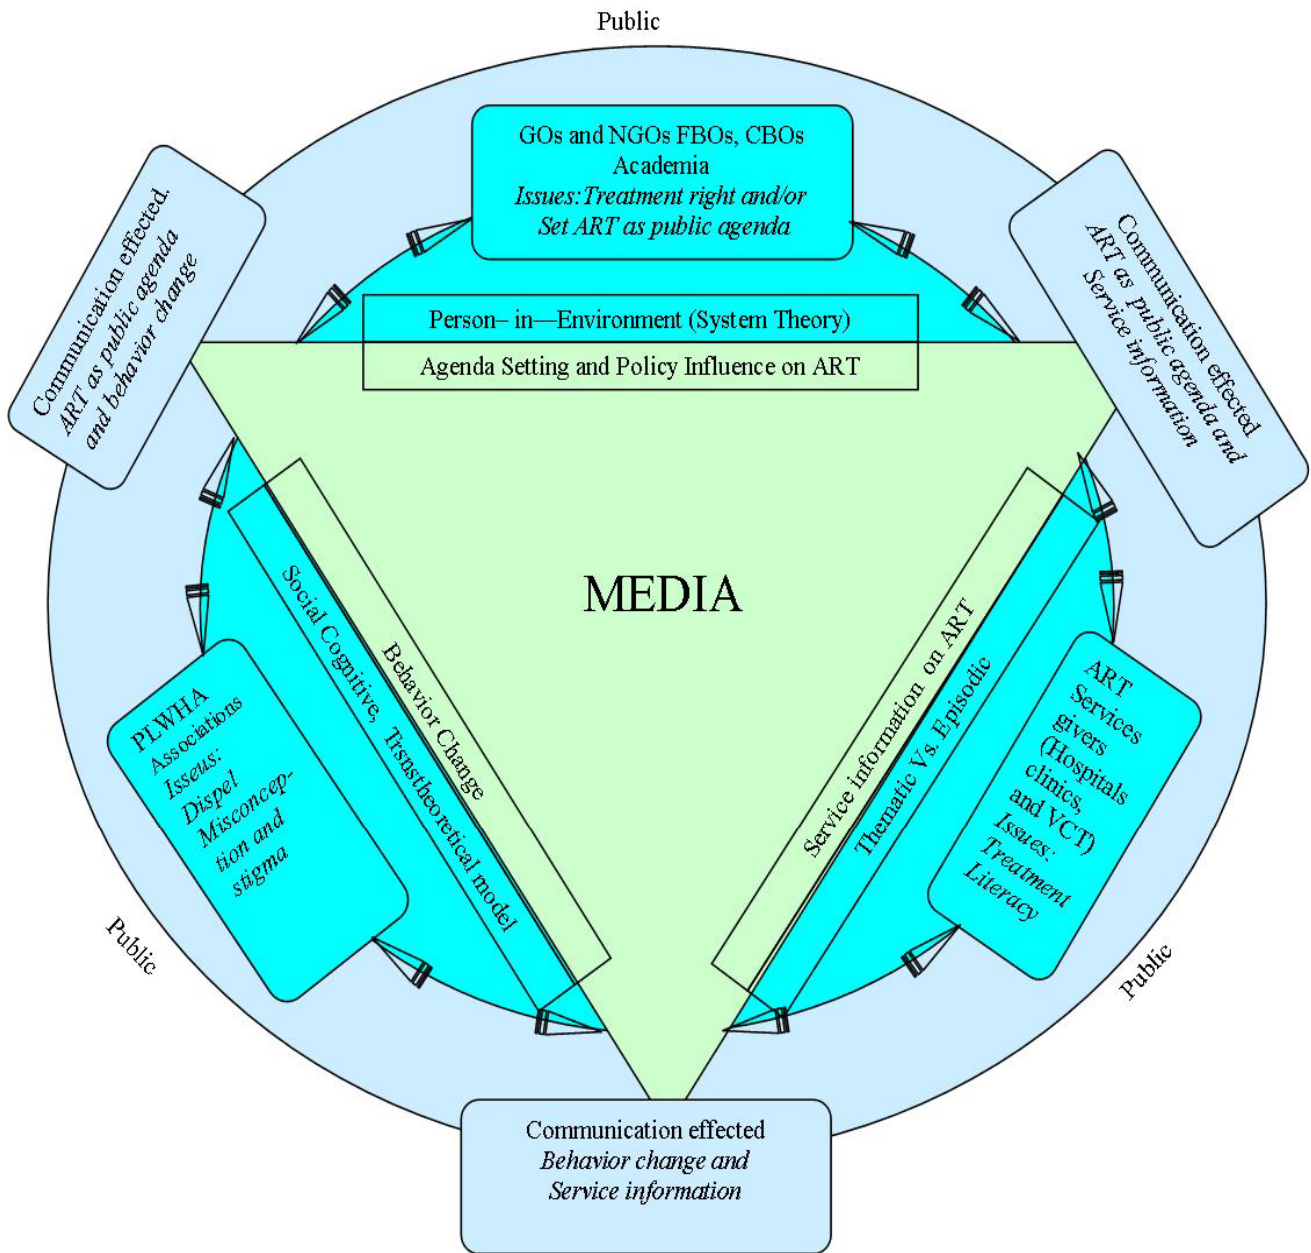 Public
GOs and NGOs FBOs, CBOs
Academia
Issues:Treatment right and/or
Set ART as public agenda
Communication effected.
ART as public agenda
and behavior change
Communication effected
ART as public agenda and
Service information
Person– in—Environment (System Theory)
Agenda Setting and Policy Influence on ART
MEDIA
Social Cognitive, Trsnstheoretical model
Behavior Change
Service information on ART
Thematic Vs. Episodic
PLWHA
Associations
Isseus:
Dispel
Misconcep-
tion and
stigma
ART
Services
givers
(Hospitals
clinics,
and VCT)
Issues:
Treatment
Literacy
Public
Public
Communication effected
Behavior change and
Service information